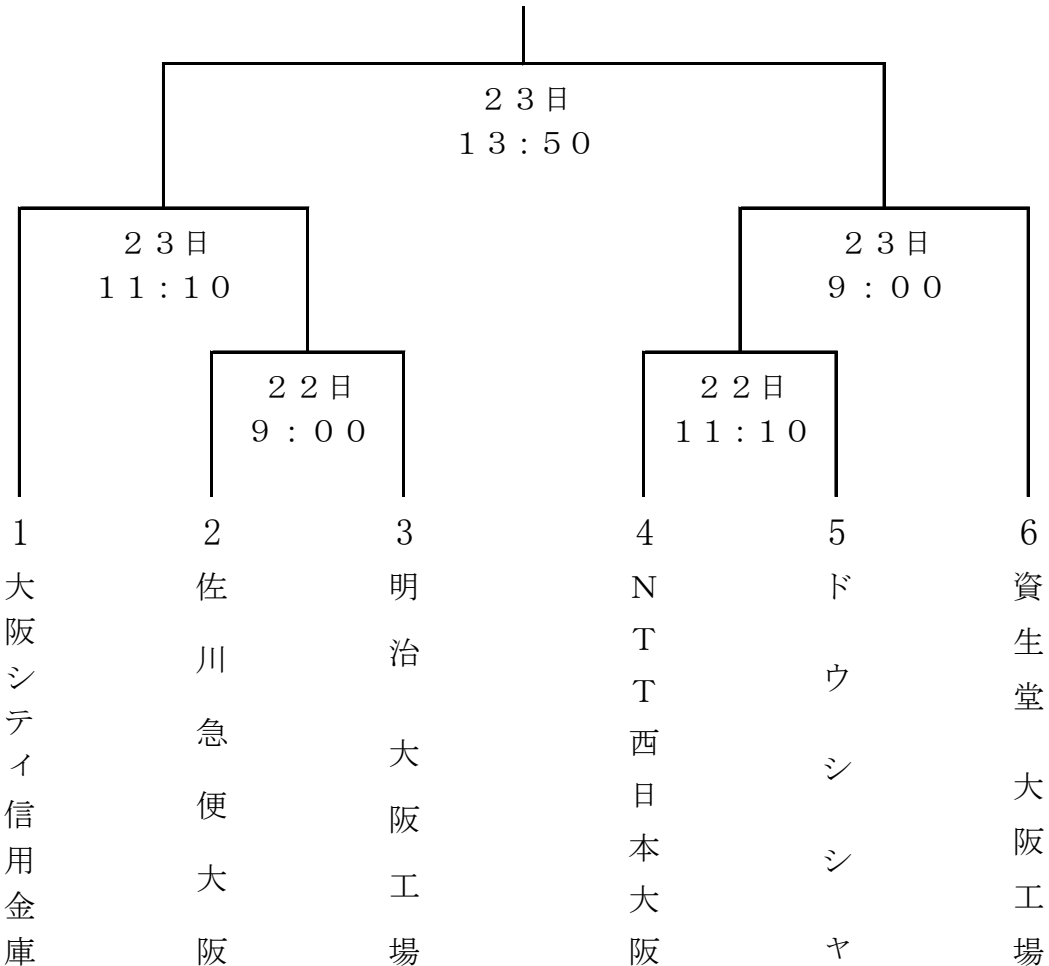 ２３日
１３：５０
２３日
１１：１０
２３日
９：００
２２日
９：００
２２日
１１：１０
1
2
3
4
5
6
大阪シティ信用金庫
佐川急便大阪
明治　大阪工場
ＮＴＴ西日本大阪
ドウシシャ
資生堂　大阪工場